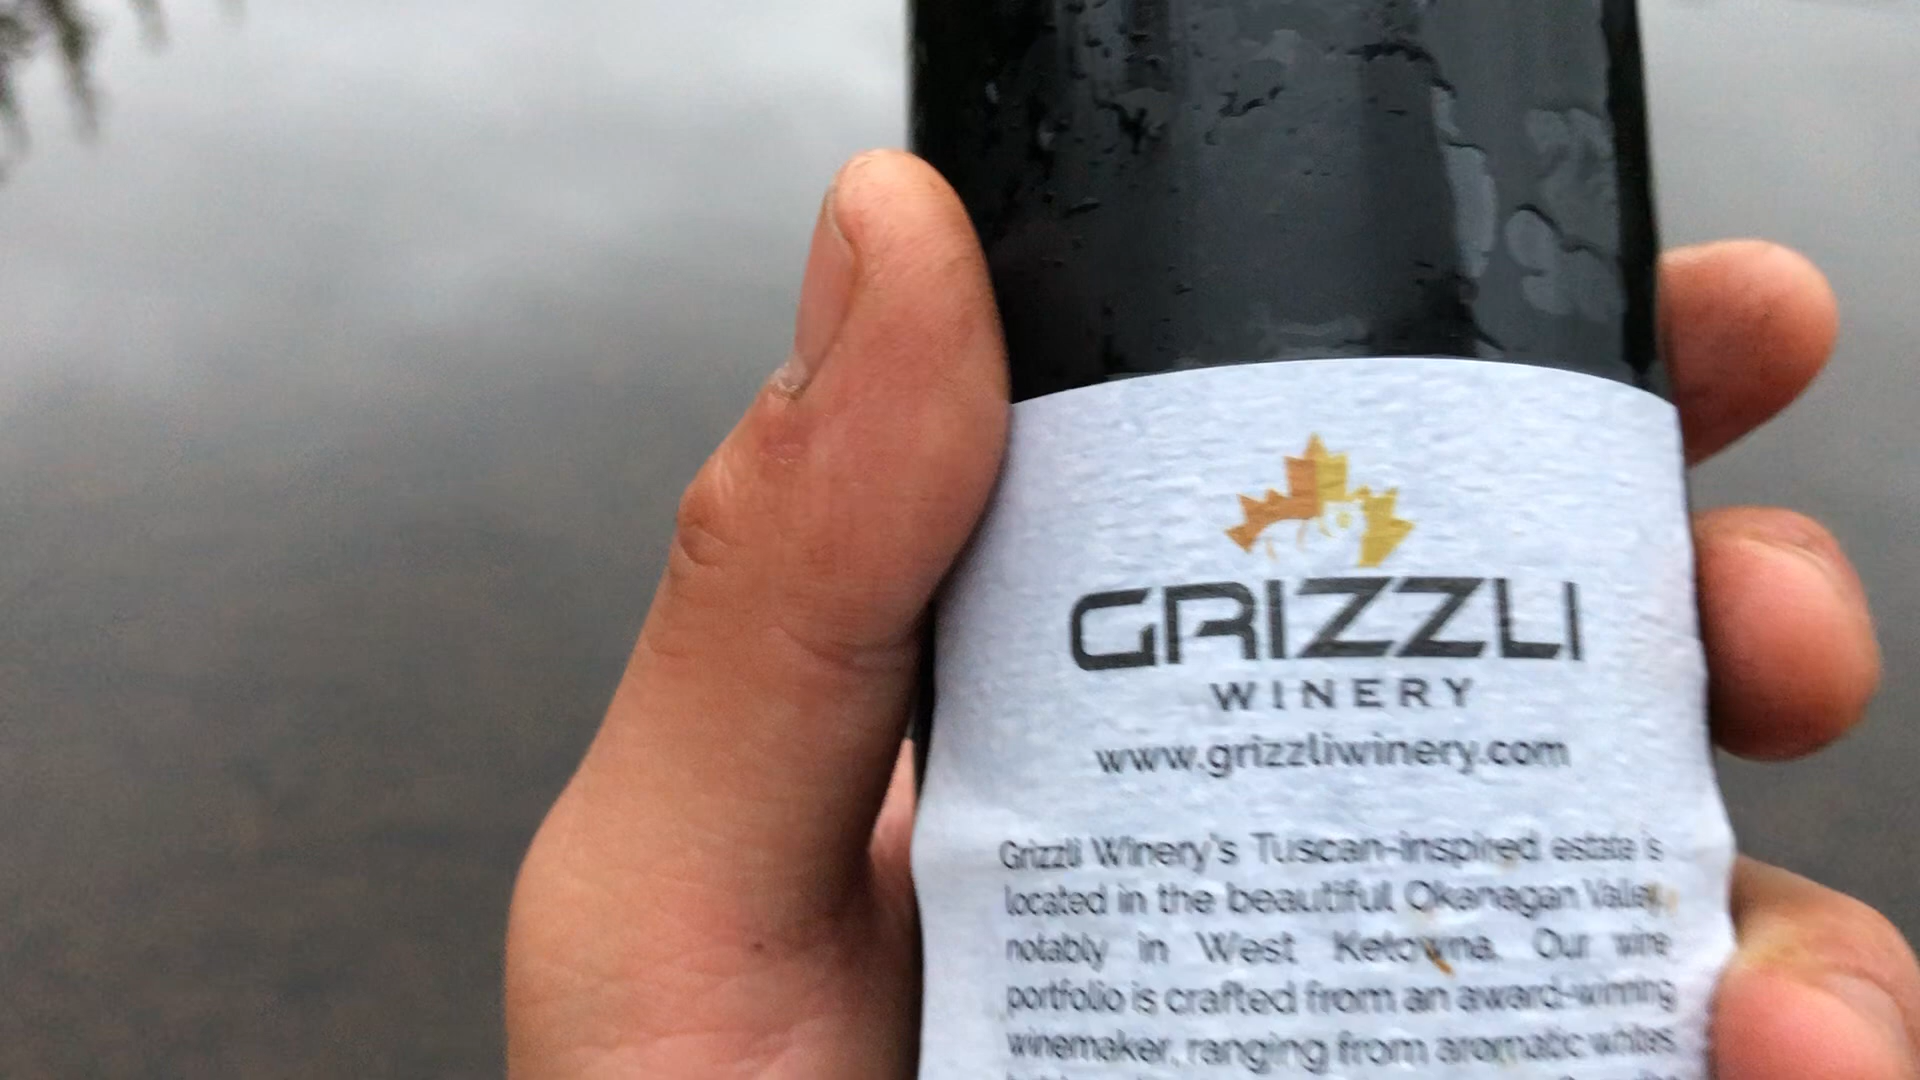 GRIZZLI
WINERY
www.grizzliwinery.com
Grizzli Winery's Tuscan-inspired estate is
located in the beautiful Okanagan Valley,
notably in West Kelowna. Our wine
portfolio is crafted from an award-winning
winemaker, ranging from aromatic whites